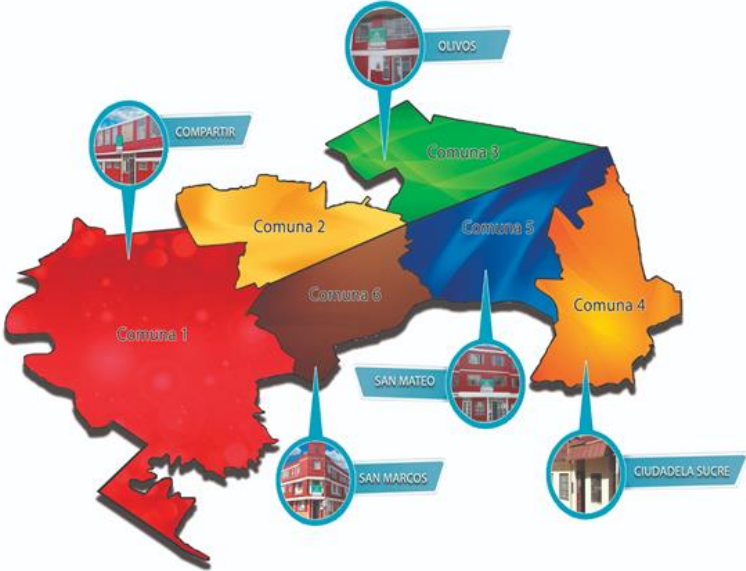 OLIVOS
COMPARTIR
Comuna 3
Comuna 2
Comuna 5
Comuna 6
Comuna 4
Comuna 1
SAN MATEO
SAN MARCOS
CIUDADELA SUCRE